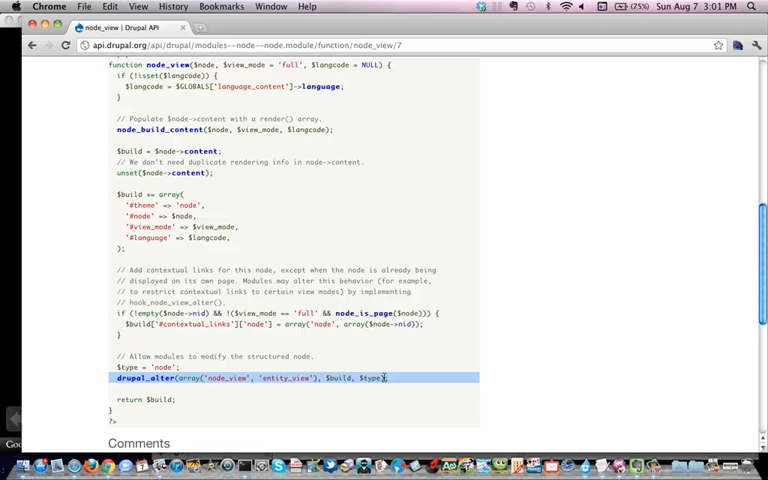 Chrome File Edit View History Bookmarks Window Help (75%) Sun Aug 7 3:01 PM
node_view | Drupal API
api.drupal.org/api/drupal/modules--node--node.module/function/node_view/7
function node_view($node, $view_mode = 'full', $langcode = NULL) {
if (!isset($langcode)) {
$langcode = $GLOBALS['language_content']->language;
}
// Populate $node->content with a render() array.
node_build_content($node, $view_mode, $langcode);
$build = $node->content;
// We don't need duplicate rendering info in node->content.
unset($node->content);
$build += array(
'#theme' => 'node',
'#node' => $node,
'#view_mode' => $view_mode,
'#language' => $langcode,
);
// Add contextual links for this node, except when the node is already being
// displayed on its own page. Modules may alter this behavior (for example,
// to restrict contextual links to certain view modes) by implementing
// hook_node_view_alter().
if (!empty($node->nid) && !($view_mode == 'full' && node_is_page($node))) {
$build['#contextual_links']['node'] = array('node', array($node->nid));
}
// Allow modules to modify the structured node.
$type = 'node';
drupal_alter(array('node_view', 'entity_view'), $build, $type);
return $build;
}
?>
Comments
Goo